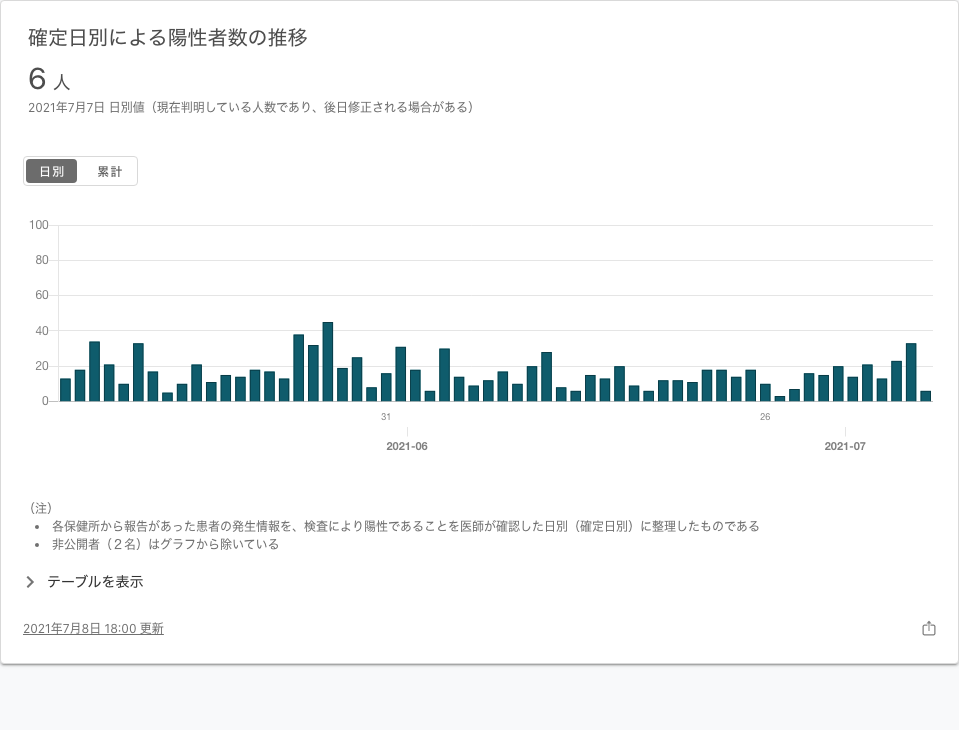 確定日別による陽性者数の推移
6 人
2021年7月7日 日別値（現在判明している人数であり、後日修正される場合がある）
日別 累計
100
80
60
40
20
0
31 26
2021-06 2021-07
（注）
• 各保健所から報告があった患者の発生情報を、検査により陽性であることを医師が確認した日別（確定日別）に整理したものである
• 非公開者（２名）はグラフから除いている
テーブルを表示
2021年7月8日 18:00 更新